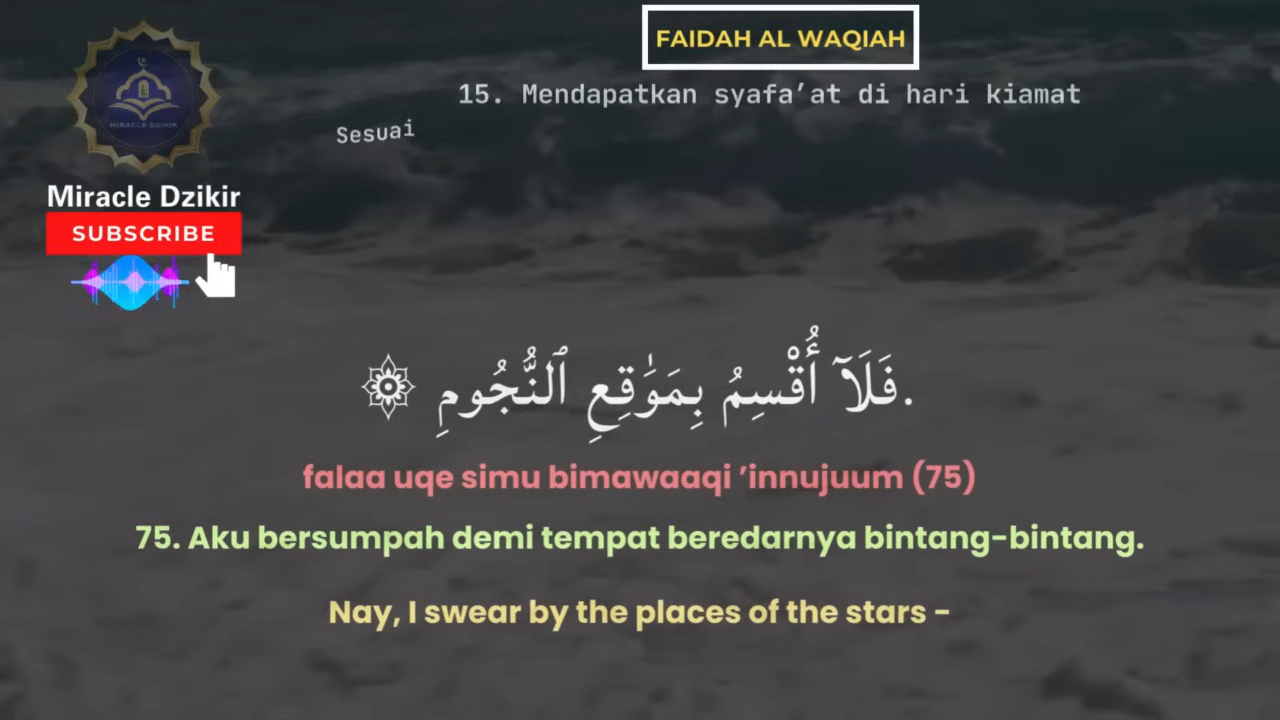 FAIDAH AL WAQIAH
15. Mendapatkan syafa’at di hari kiamat
Sesuai
MIRACLE DZIKIR
Miracle Dzikir
SUBSCRIBE
فَلَآ أُقْسِمُ بِمَوَٰقِعِ ٱلنُّجُومِ.
falaa uqe simu bimawaaqi ’innujuum (75)
75. Aku bersumpah demi tempat beredarnya bintang-bintang.
Nay, I swear by the places of the stars -